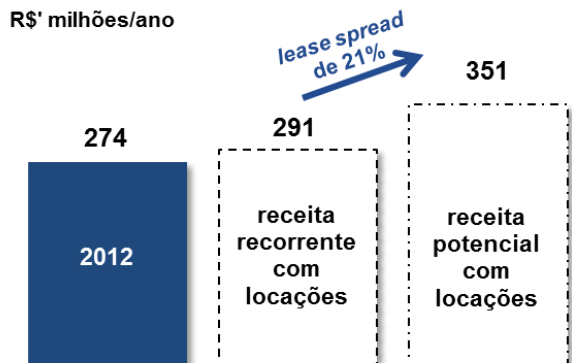 R$' milhões/ano
lease spread
de 21%
351
274
291
2012
receita
recorrente
com
locações
receita
potencial
com
locações